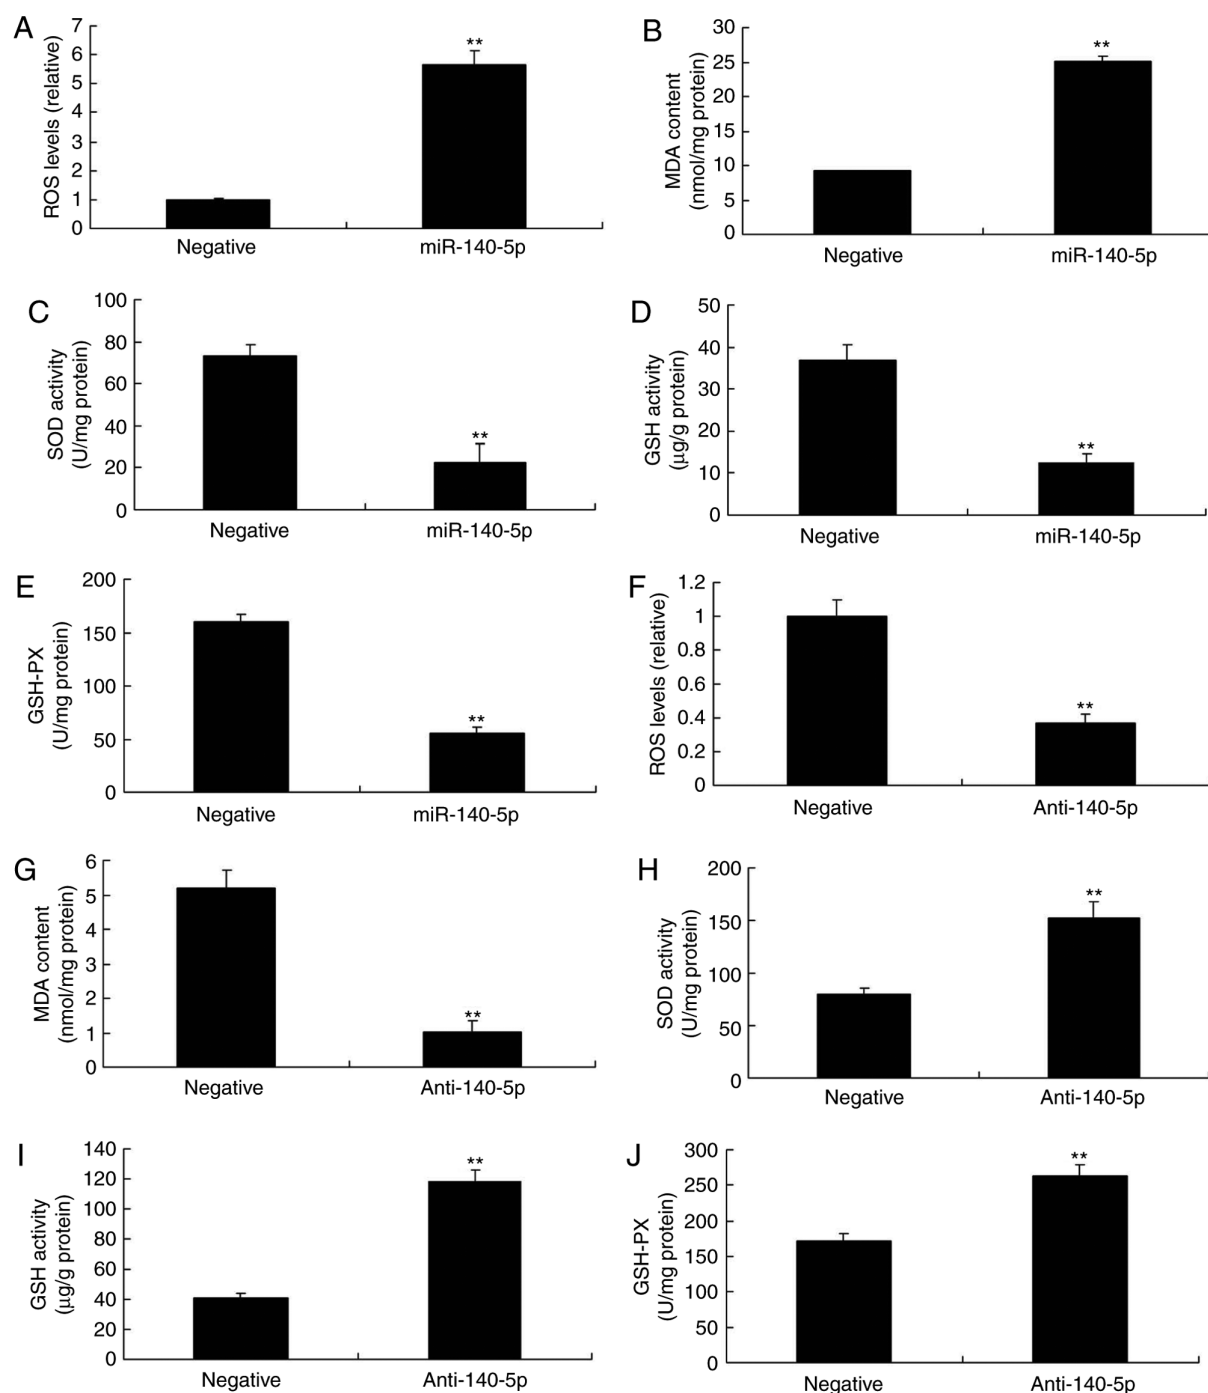 A
ROS levels (relative)
7
6
5
4
3
2
1
0
**
Negative
miR-140-5p
B
MDA content
(nmol/mg protein)
30
25
20
15
10
5
0
**
Negative
miR-140-5p
C
SOD activity
(U/mg protein)
100
80
60
40
20
0
**
Negative
miR-140-5p
D
GSH activity
(µg/g protein)
50
40
30
20
10
0
**
Negative
miR-140-5p
E
GSH-PX
(U/mg protein)
200
150
100
50
0
**
Negative
miR-140-5p
F
ROS levels (relative)
1.2
1
0.8
0.6
0.4
0.2
0
**
Negative
Anti-140-5p
G
MDA content
(nmol/mg protein)
6
5
4
3
2
1
0
**
Negative
Anti-140-5p
H
SOD activity
(U/mg protein)
200
150
100
50
0
**
Negative
Anti-140-5p
I
GSH activity
(µg/g protein)
140
120
100
80
60
40
20
0
**
Negative
Anti-140-5p
J
GSH-PX
(U/mg protein)
300
250
200
150
100
50
0
**
Negative
Anti-140-5p